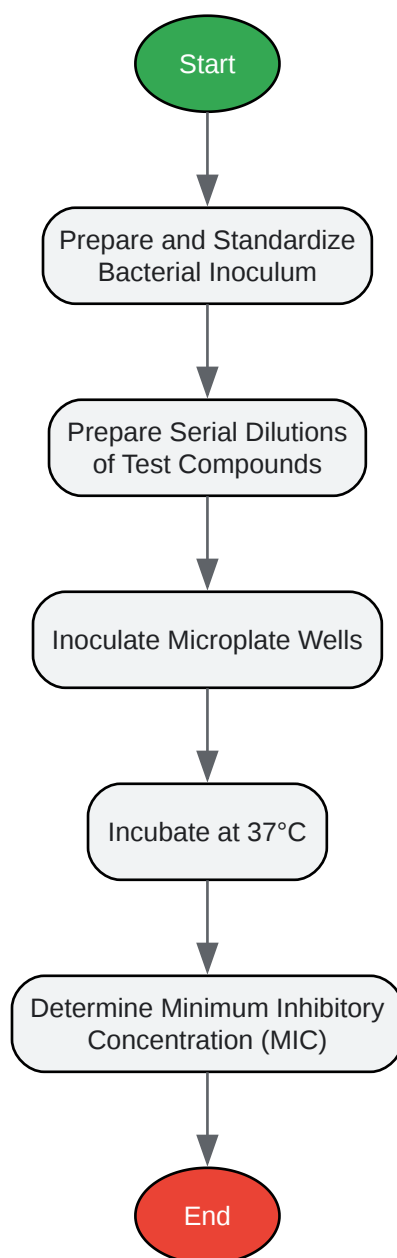 Start
Prepare and Standardize
Bacterial Inoculum
Prepare Serial Dilutions
of Test Compounds
Inoculate Microplate Wells
Incubate at 37°C
Determine Minimum Inhibitory
Concentration (MIC)
End